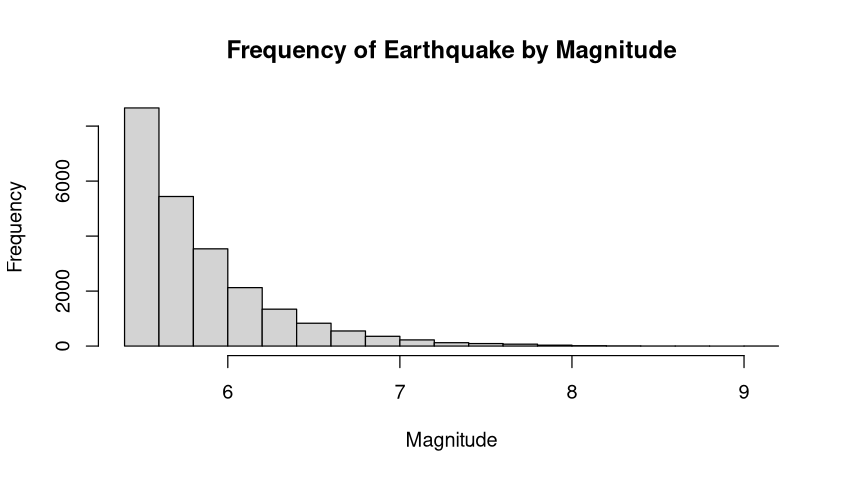 Frequency of Earthquake by Magnitude
Frequency
6000
2000
0
6 7 8 9
Magnitude